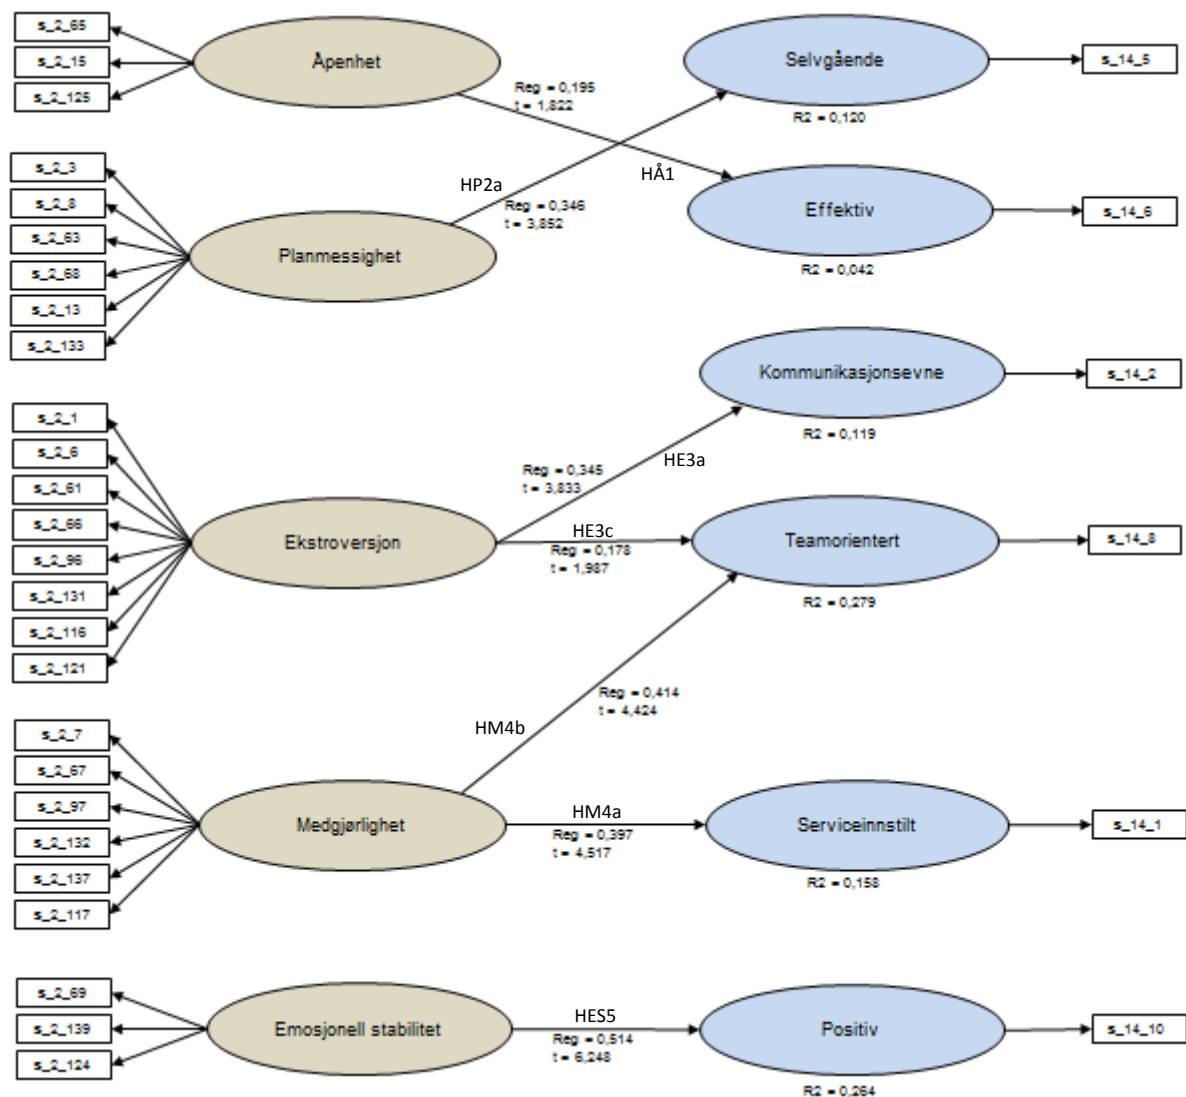 s_2_65
s_2_15
s_2_125
Åpenhet
Reg = 0,195
t = 1,822
HÅ1
Selvgående
R2 = 0,120
s_14_5
s_2_3
s_2_8
s_2_63
s_2_68
s_2_13
s_2_133
Planmessighet
HP2a
Reg = 0,346
t = 3,852
Effektiv
R2 = 0,042
s_14_6
Kommunikasjonsevne
R2 = 0,119
s_14_2
s_2_1
s_2_6
s_2_61
s_2_66
s_2_96
s_2_131
s_2_116
s_2_121
Ekstroversjon
Reg = 0,345
t = 3,833
HE3a
HE3c
Reg = 0,178
t = 1,987
Teamorientert
R2 = 0,279
s_14_8
Reg = 0,414
t = 4,424
HM4b
s_2_7
s_2_67
s_2_97
s_2_132
s_2_137
s_2_117
Medgjørlighet
HM4a
Reg = 0,397
t = 4,517
Serviceinnstilt
R2 = 0,158
s_14_1
s_2_69
s_2_139
s_2_124
Emosjonell stabilitet
HES5
Reg = 0,514
t = 6,248
Positiv
R2 = 0,264
s_14_10